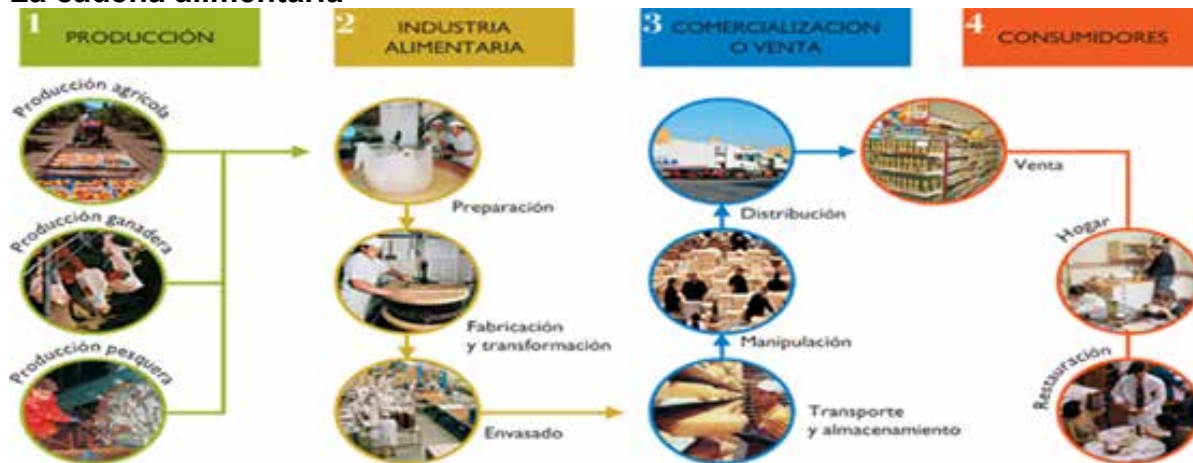 La cadena alimentaria
1 PRODUCCIÓN
2 INDUSTRIA
ALIMENTARIA
3 COMERCIALIZACIÓN
O VENTA
4 CONSUMIDORES
Producción agrícola
Producción ganadera
Producción pesquera
Preparación
Fabricación
y transformación
Envasado
Distribución
Manipulación
Transporte
y almacenamiento
Venta
Hogar
Restauración